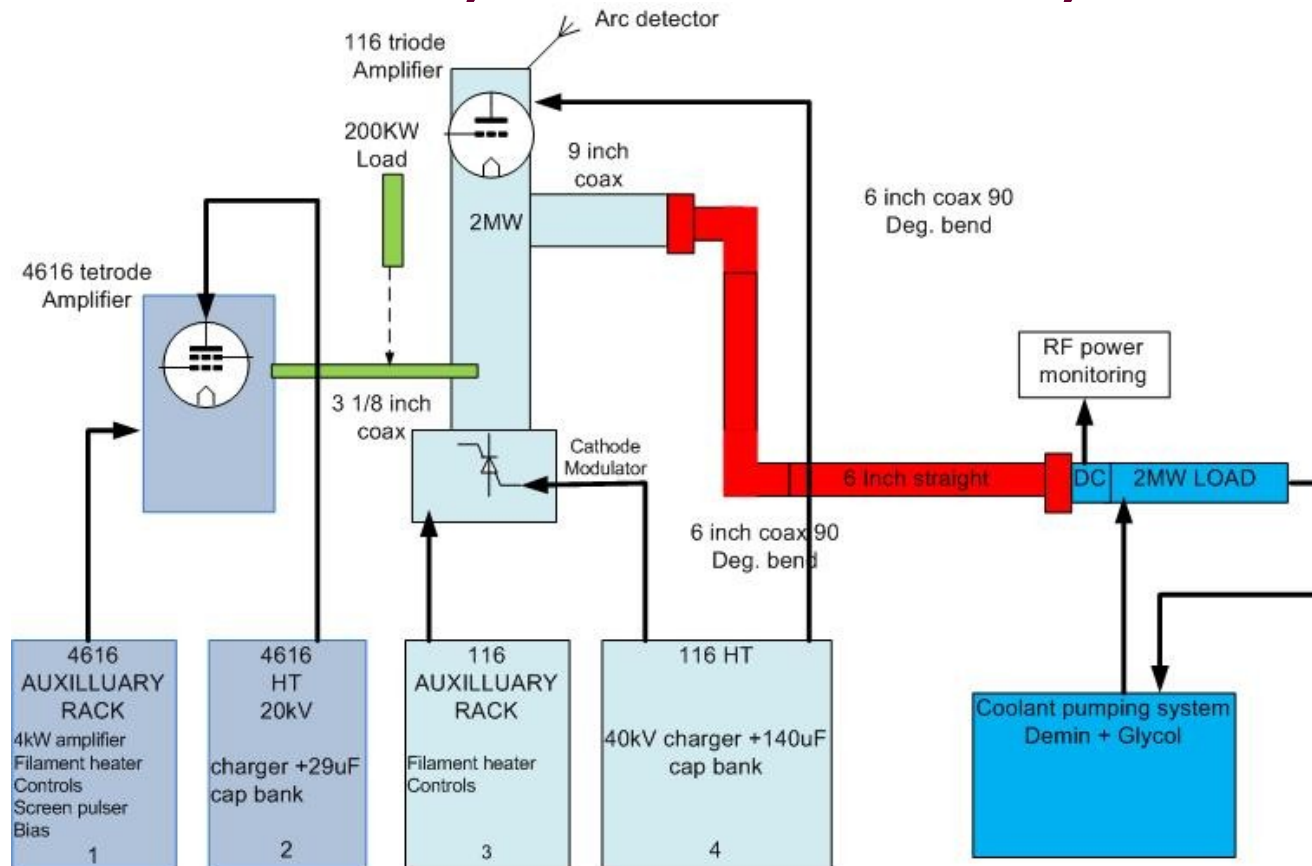 Arc detector
116 triode
Amplifier
200KW
Load
9 inch
coax
6 inch coax 90
Deg. bend
2MW
4616 tetrode
Amplifier
RF power
monitoring
3 1/8 inch
coax
Cathode
Modulator
6 Inch straight
DC
2MW LOAD
6 inch coax 90
Deg. bend
4616
AUXILLUARY
RACK
4kW amplifier
Filament heater
Controls
Screen pulser
Bias
1
4616
HT
20kV
charger +29uF
cap bank
2
116
AUXILLUARY
RACK
Filament heater
Controls
3
116 HT
40kV charger +140uF
cap bank
4
Coolant pumping system
Demin + Glycol